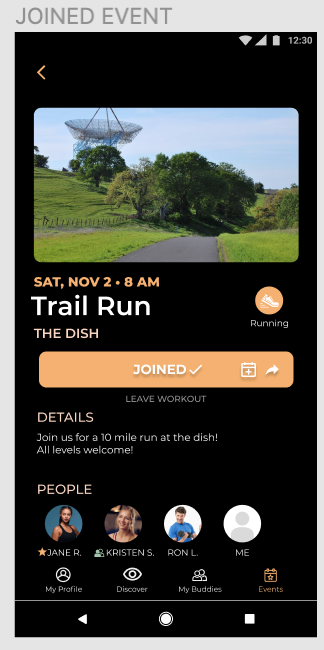 JOINED EVENT
12:30
SAT, NOV 2 • 8 AM
Trail Run
THE DISH
Running
JOINED
LEAVE WORKOUT
DETAILS
Join us for a 10 mile run at the dish!
All levels welcome!
PEOPLE
JANE R. KRISTEN S. RON L. ME
My Profile Discover My Buddies Events